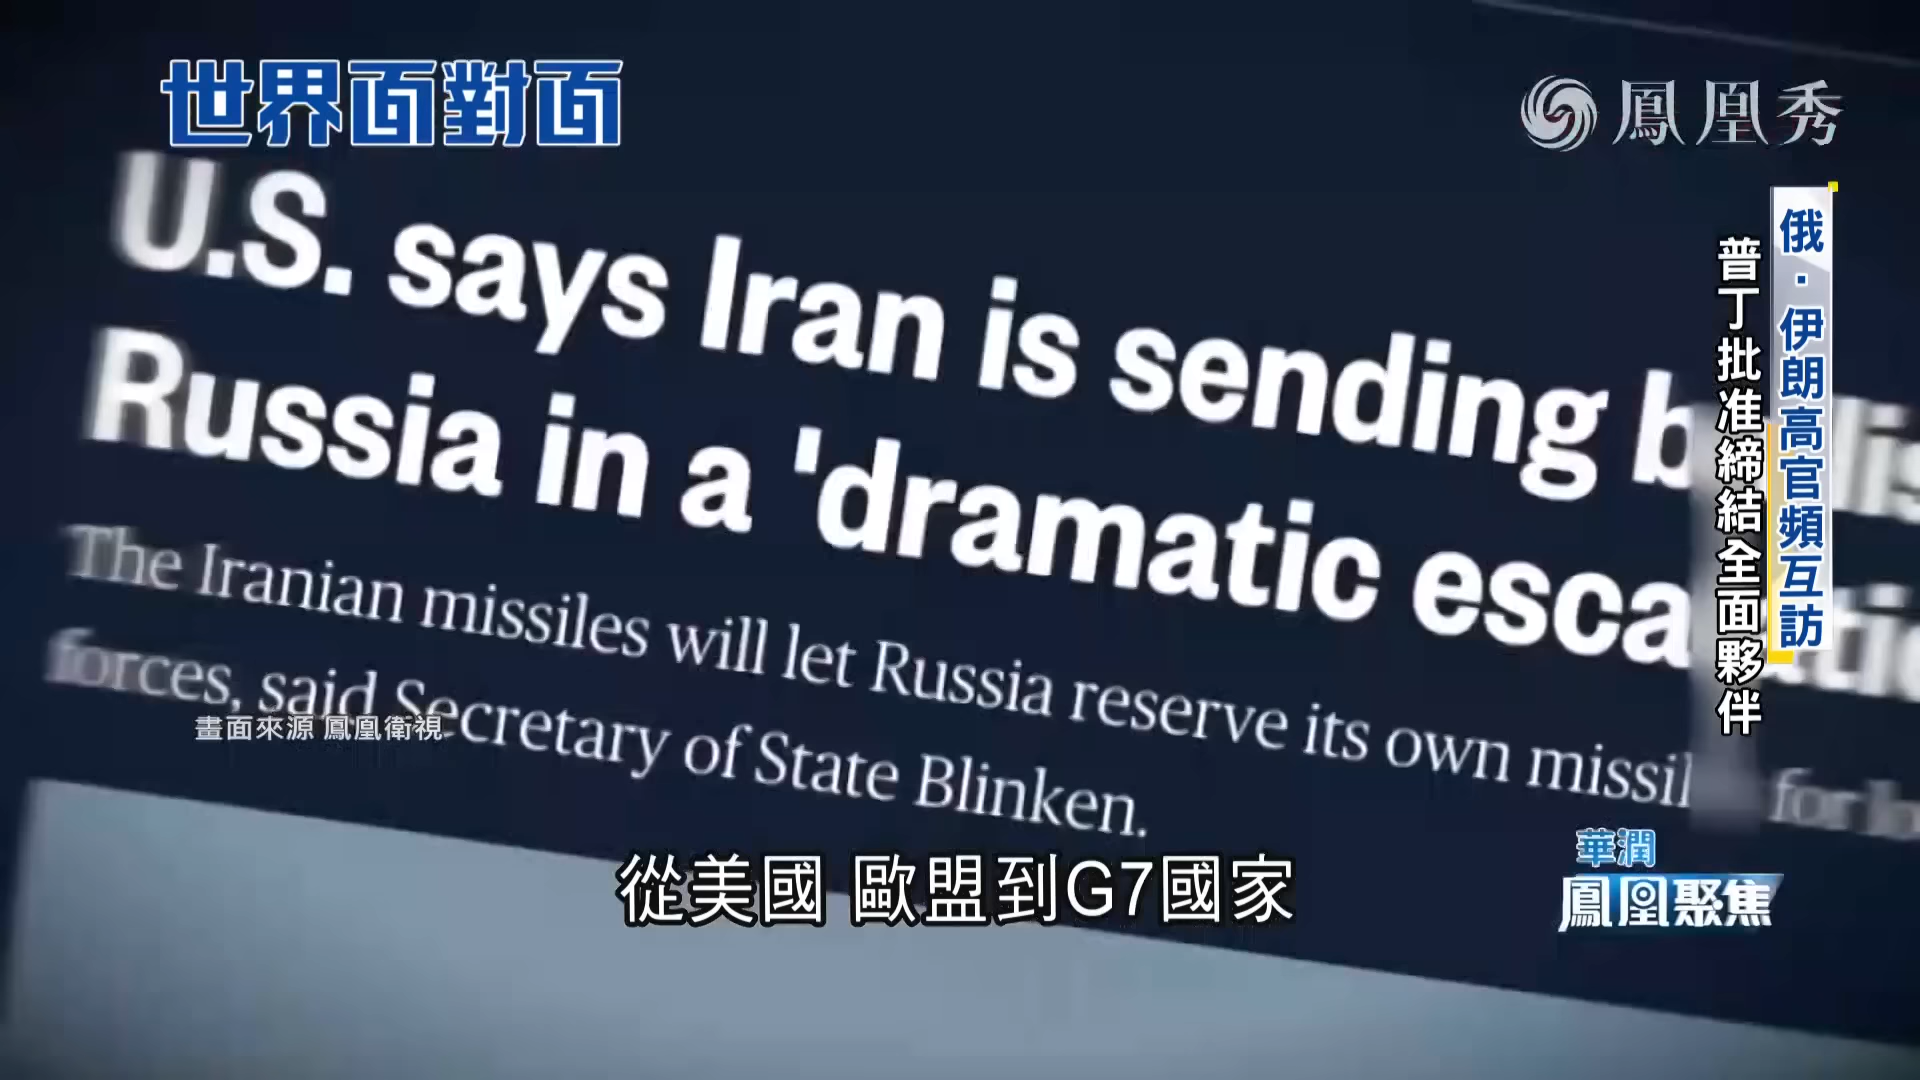 世界面對面
鳳凰秀
U.S. says Iran is sending
Russia in a 'dramatic
The Iranian missiles will let Russia reserve its own for
forces, said Secretary of State Blinken.
畫面來源 鳳凰衛視
俄·伊朗高官頻互訪
普丁批准締結全面夥伴
華潤
鳳凰聚焦
從美國 歐盟到G7國家